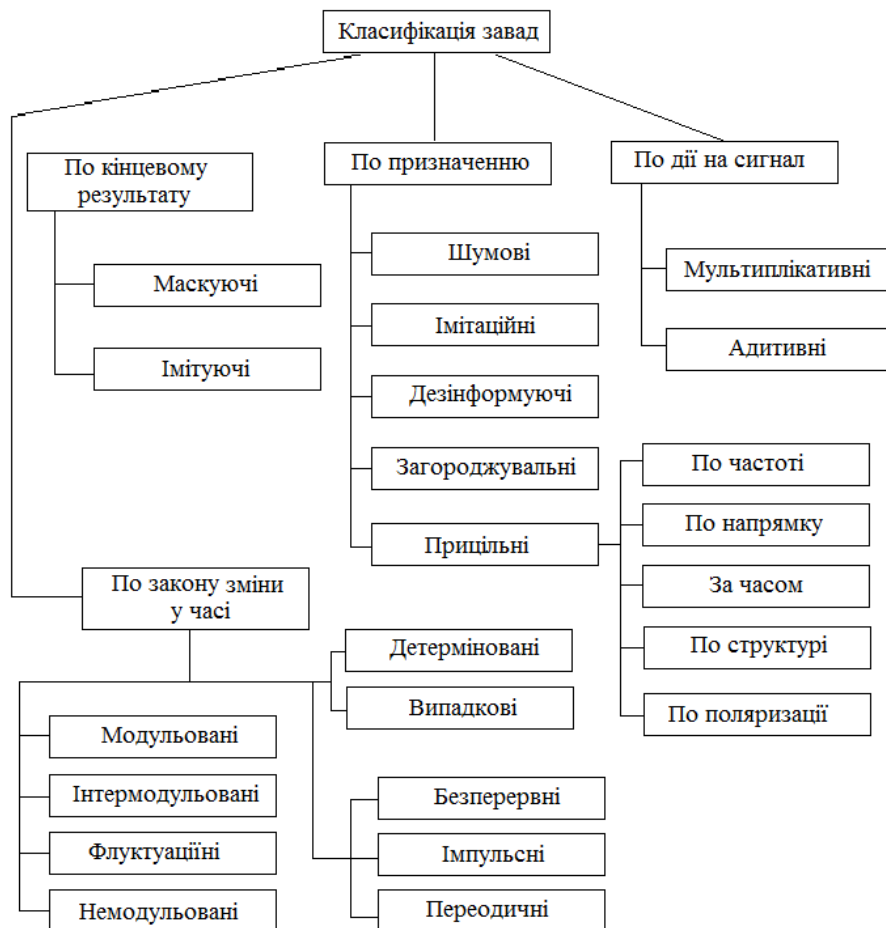 Класифікація завад
По кінцевому
результату
Маскуючі
Імітуючі
По призначенню
Шумові
Імітаційні
Дезінформуючі
Загороджувальні
Прицільні
По дії на сигнал
Мультиплікативні
Адитивні
По частоті
По напрямку
За часом
По структурі
По поляризації
По закону зміни
у часі
Детерміновані
Випадкові
Модульовані
Інтермодульовані
Флуктуаціїні
Немодульовані
Безперервні
Імпульсні
Переодичні